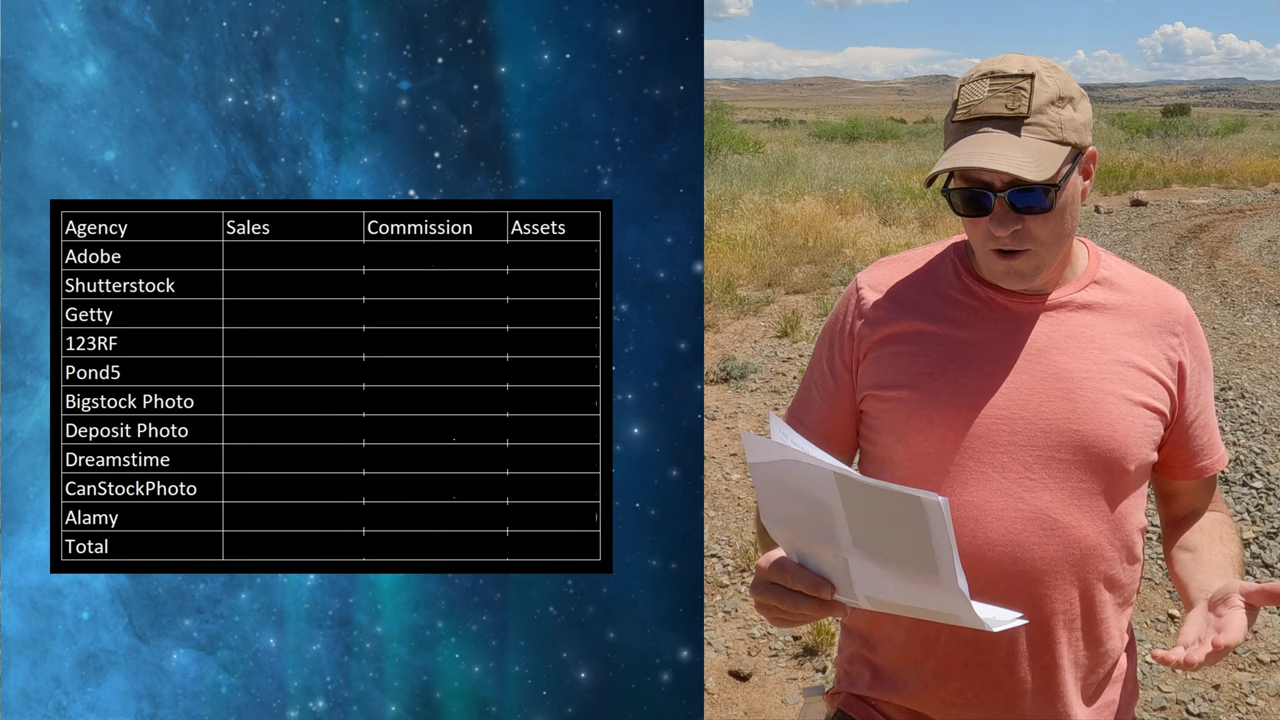 Agency Sales Commission Assets
Adobe
Shutterstock
Getty
123RF
Pond5
Bigstock Photo
Deposit Photo
Dreamstime
CanStockPhoto
Alamy
Total